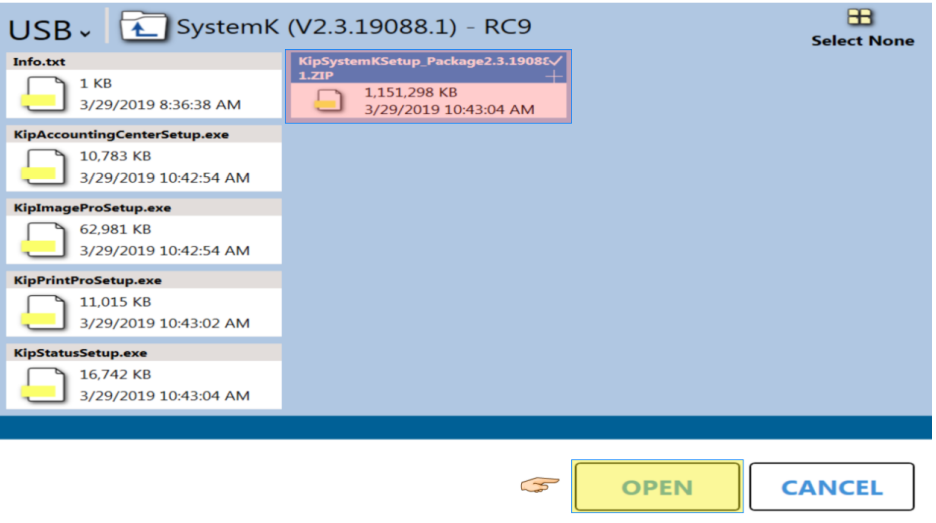 USB
SystemK (V2.3.19088.1) - RC9
Select None
Info.txt
1 KB
3/29/2019 8:36:38 AM
KipAccountingCenterSetup.exe
10,783 KB
3/29/2019 10:42:54 AM
KipImageProSetup.exe
62,981 KB
3/29/2019 10:42:54 AM
KipPrintProSetup.exe
11,015 KB
3/29/2019 10:43:02 AM
KipStatusSetup.exe
16,742 KB
3/29/2019 10:43:04 AM
KipSystemKSetup_Package2.3.19088
1.ZIP
1,151,298 KB
3/29/2019 10:43:04 AM
OPEN
CANCEL